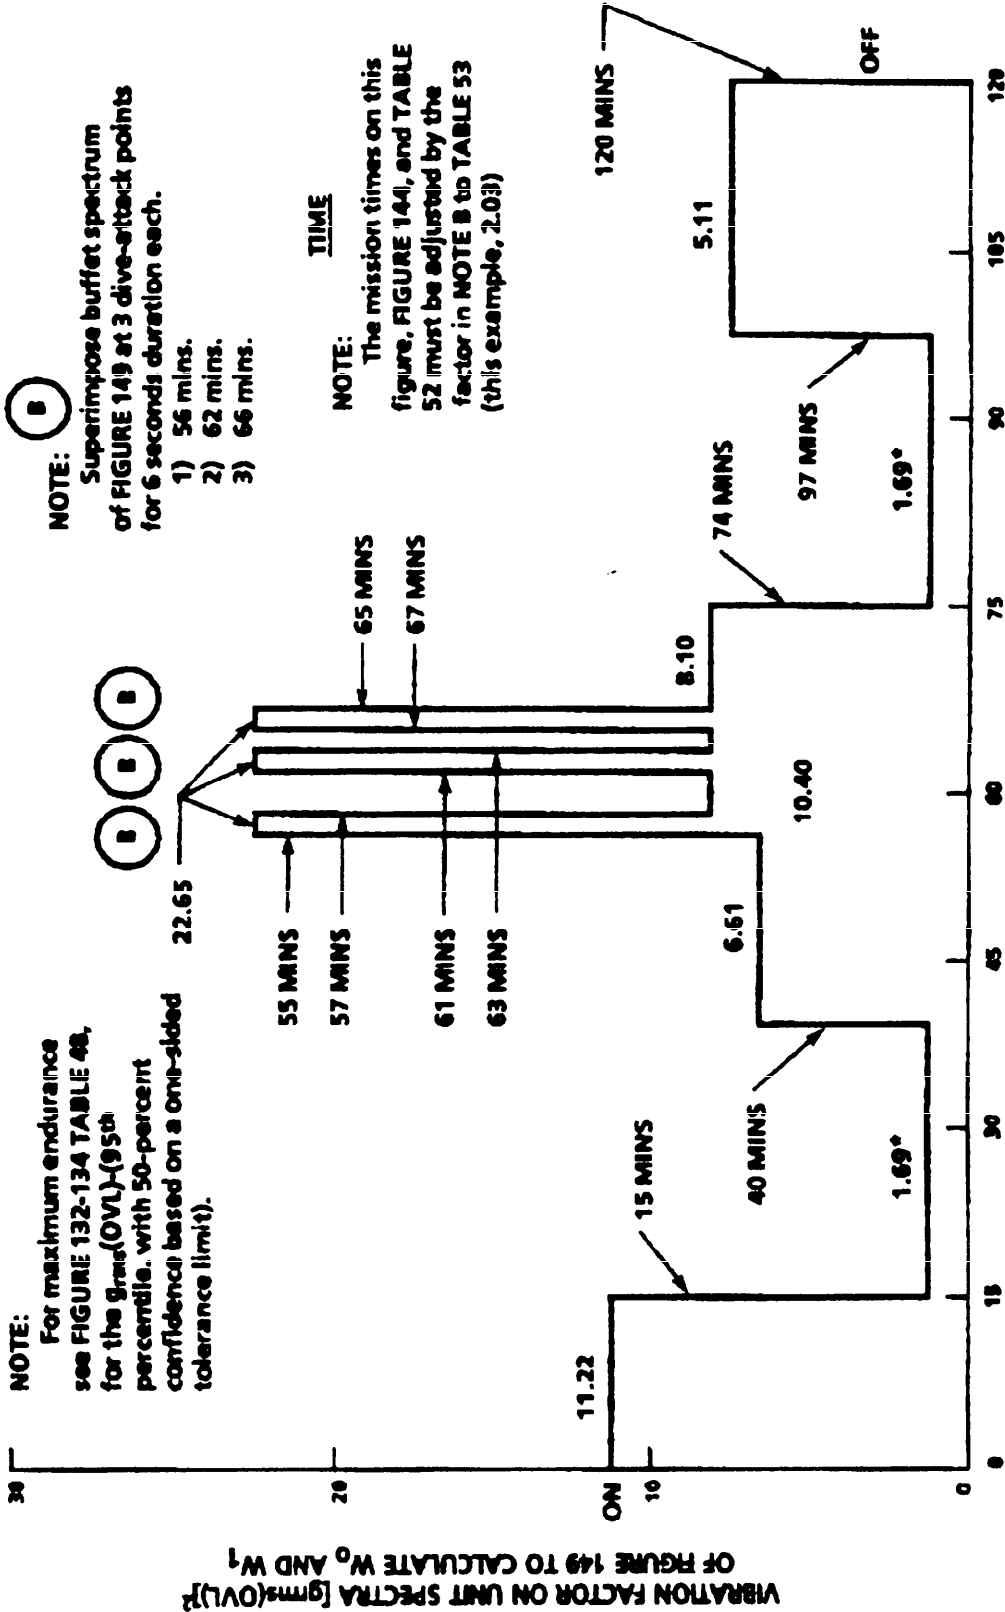 NOTE:
For maximum endurance
see FIGURE 132-134 TABLE 48,
for the grms(OVL)-(95th
percentile. with 50-percent
confidence based on a one-sided
tolerance limit).
NOTE: B
Superimpose buffet spectrum
of FIGURE 149 at 3 dive-attack points
for 6 seconds duration each.
1) 56 mins.
2) 62 mins.
3) 66 mins.
TIME
NOTE:
The mission times on this
figure, FIGURE 144, and TABLE
52 must be adjusted by the
factor in NOTE B to TABLE 53
(this example, 2.03)
B B B
22.65
55 MINS
57 MINS
61 MINS
63 MINS
65 MINS
67 MINS
11.22
15 MINS
1.69*
40 MINS
6.61
10.40
8.10
74 MINS
1.69*
97 MINS
5.11
120 MINS
OFF
ON
30
20
10
0
0
15
30
45
60
75
90
105
120
VIBRATION FACTOR ON UNIT SPECTRA [grms(OVL)]2
OF FIGURE 149 TO CALCULATE Wo AND W1